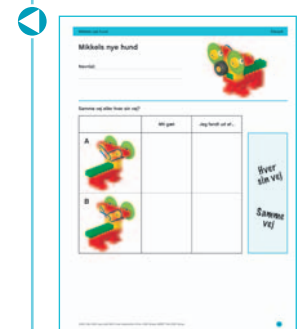 Mikkels nye hund
Navn(e):
Samme vej eller hver sin vej?
Mit gæt
Jeg fandt ud af...
A
B
Hver
sin vej
Samme
vej